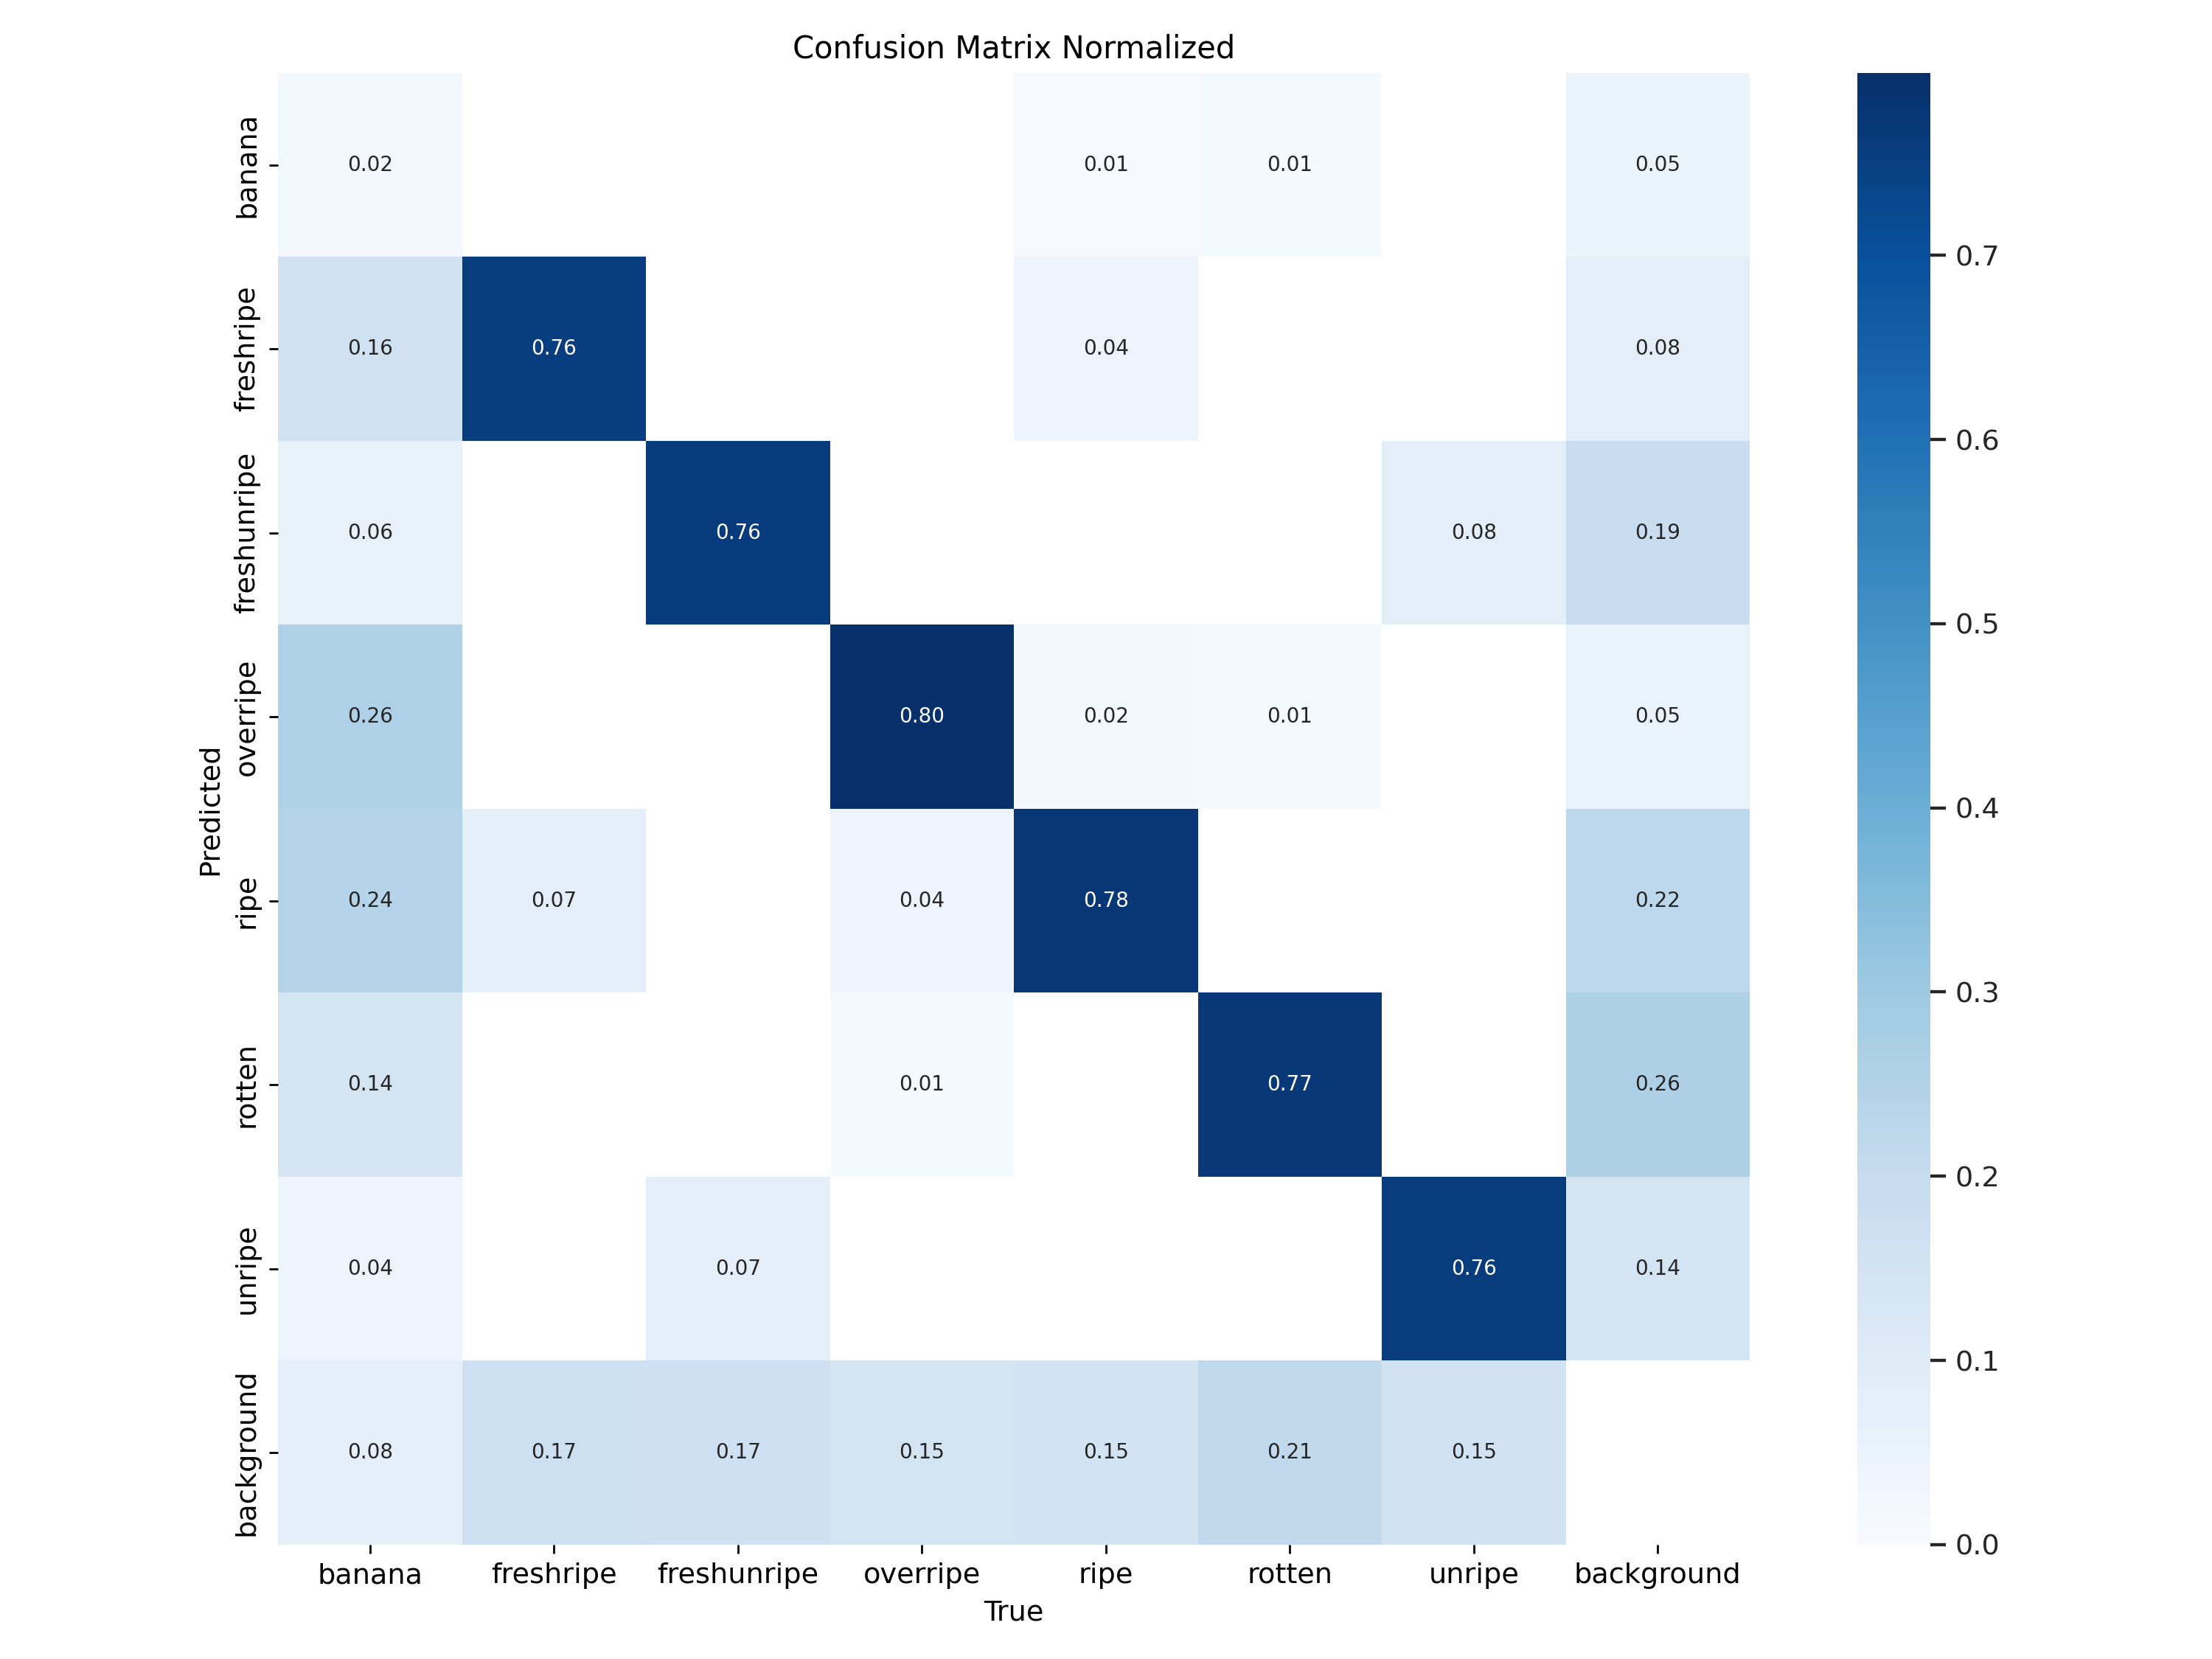 Confusion Matrix Normalized
banana 0.02 0.01 0.01 0.05
freshripe 0.16 0.76 0.04 0.08
freshunripe 0.06 0.76 0.08 0.19
overripe 0.26 0.80 0.02 0.01 0.05
ripe 0.24 0.07 0.04 0.78 0.22
rotten 0.14 0.01 0.77 0.26
unripe 0.04 0.07 0.76 0.14
background 0.08 0.17 0.17 0.15 0.15 0.21 0.15
Predicted
banana freshripe freshunripe overripe ripe rotten unripe background
True
0.7
0.6
0.5
0.4
0.3
0.2
0.1
0.0